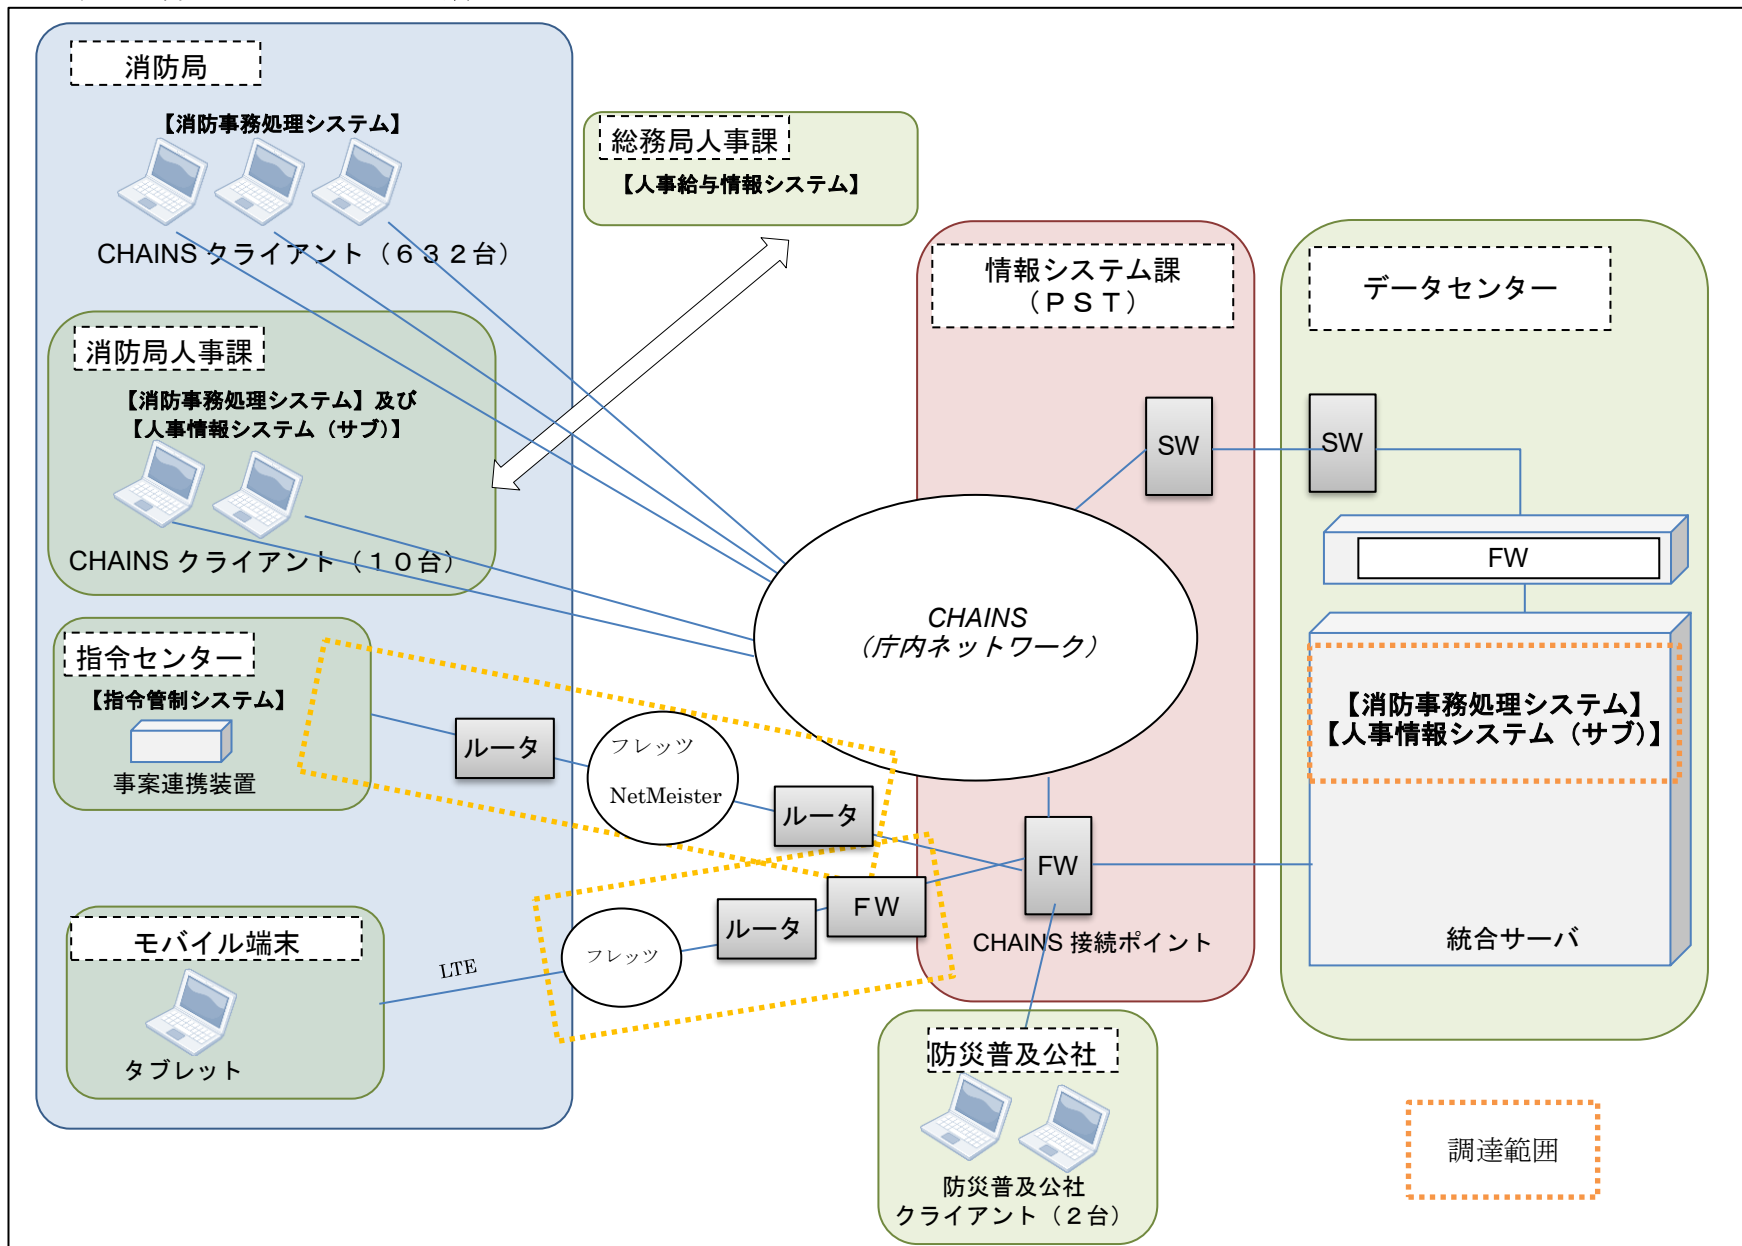 消防局
【消防事務処理システム】
CHAINS クライアント（６３２台）
消防局人事課
【消防事務処理システム】及び
【人事情報システム（サブ）】
CHAINS クライアント（１０台）
指令センター
【指令管制システム】
事案連携装置
モバイル端末
タブレット
LTE
総務局人事課
【人事給与情報システム】
ルータ
フレッツ
NetMeister
ルータ
フレッツ
ルータ
ＦＷ
CHAINS
（庁内ネットワーク）
情報システム課
（ＰＳＴ）
SW
FW
CHAINS 接続ポイント
防災普及公社
防災普及公社
クライアント（２台）
データセンター
SW
FW
【消防事務処理システム】
【人事情報システム（サブ）】
統合サーバ
調達範囲